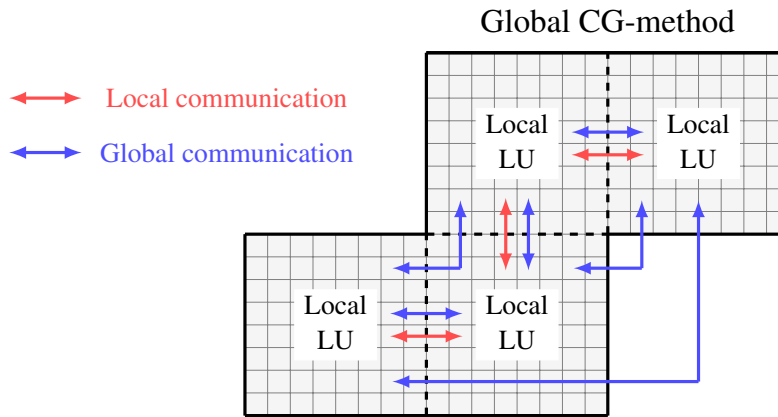 Global CG-method
Local communication
Global communication
Local
LU
Local
LU
Local
LU
Local
LU